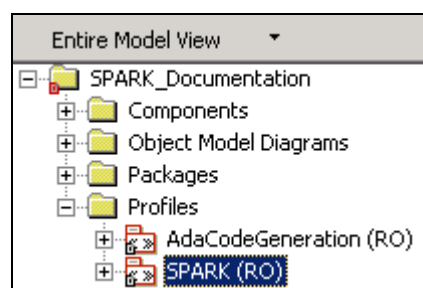 Entire Model View
SPARK_Documentation
Components
Object Model Diagrams
Packages
Profiles
AdaCodeGeneration (RO)
SPARK (RO)